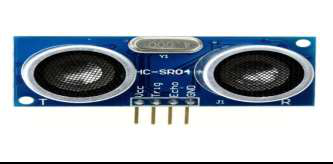 Y1
HC-SR04
T
Vcc
Trig
Echo
GND
J1
R